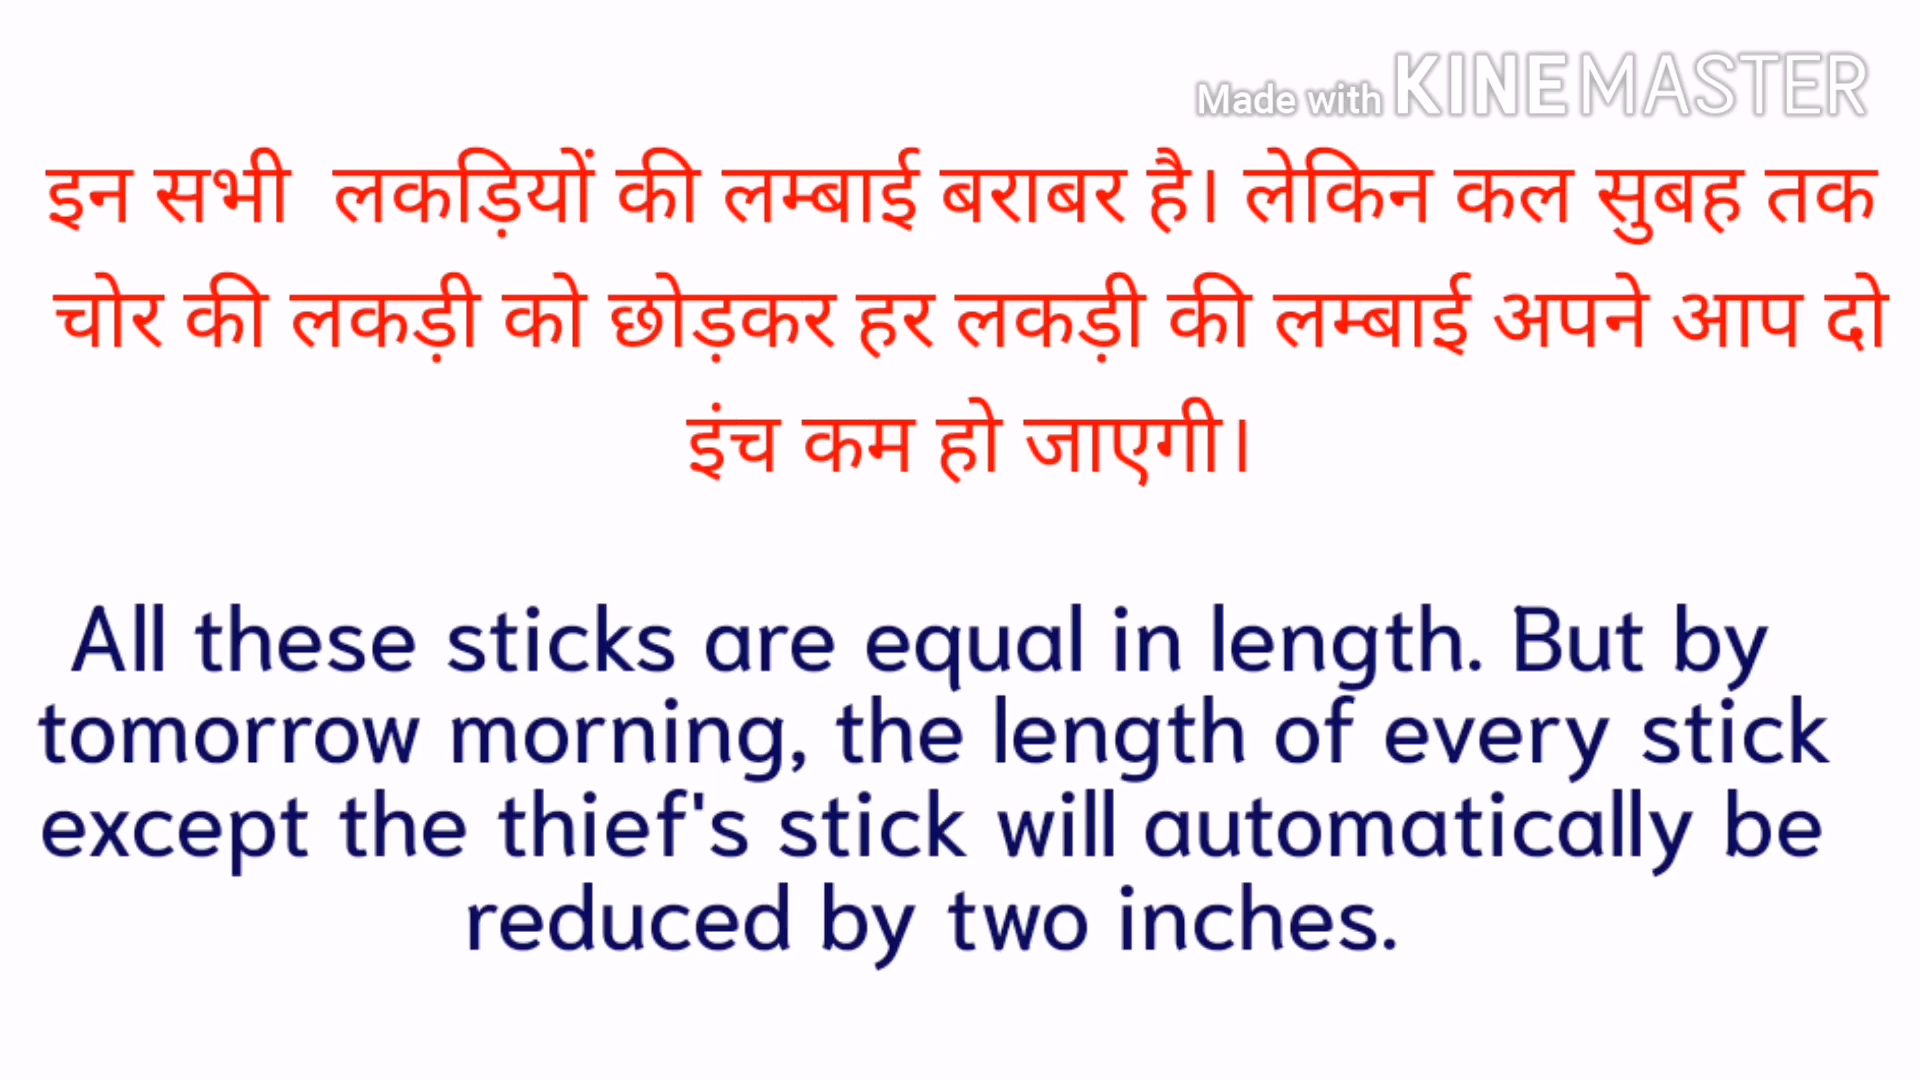 Made with KINEMASTER
इन सभी लकड़ियों की लम्बाई बराबर है। लेकिन कल सुबह तक
चोर की लकड़ी को छोड़कर हर लकड़ी की लम्बाई अपने आप दो
इंच कम हो जाएगी।
All these sticks are equal in length. But by
tomorrow morning, the length of every stick
except the thief's stick will automatically be
reduced by two inches.